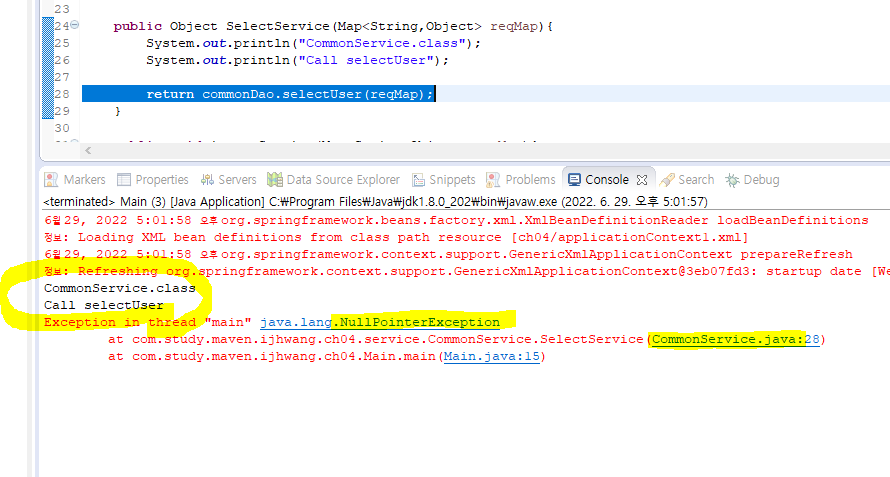 23
24 public Object SelectService(Map<String,Object> reqMap){
25 System.out.println("CommonService.class");
26 System.out.println("Call selectUser");
27
28 return commonDao.selectUser(reqMap);
29 }
30
Markers Properties Servers Data Source Explorer Snippets Problems Console Search Debug
<terminated> Main (3) [Java Application] C:₩Program Files₩Java₩jdk1.8.0_202₩bin₩javaw.exe (2022. 6. 29. 오후 5:01:57)
6월 29, 2022 5:01:58 오후 org.springframework.beans.factory.xml.XmlBeanDefinitionReader loadBeanDefinitions
정보: Loading XML bean definitions from class path resource [ch04/applicationContext1.xml]
6월 29, 2022 5:01:58 오후 org.springframework.context.support.GenericXmlApplicationContext prepareRefresh
정보: Refreshing org.springframework.context.support.GenericXmlApplicationContext@3eb07fd3: startup date [We
CommonService.class
Call selectUser
Exception in thread "main" java.lang.NullPointerException
at com.study.maven.ijhwang.ch04.service.CommonService.SelectService(CommonService.java:28)
at com.study.maven.ijhwang.ch04.Main.main(Main.java:15)